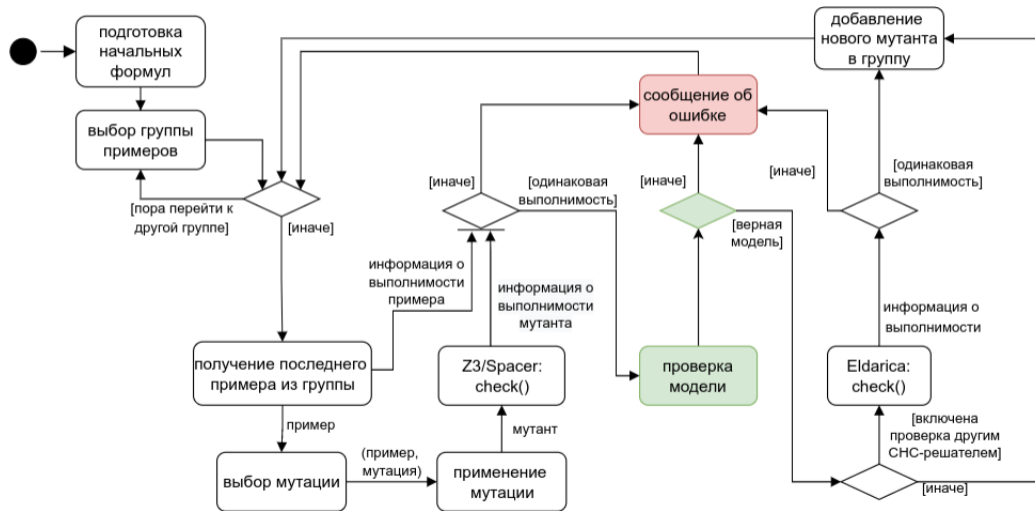 подготовка
начальных
формул
выбор группы
примеров
[пора перейти к
другой группе]
[иначе]
получение последнего
примера из группы
пример
выбор мутации
(пример,
мутация)
применение
мутации
мутант
Z3/Spacer:
check()
информация о
выполнимости
примера
информация о
выполнимости
мутанта
[иначе]
[одинаковая
выполнимость]
сообщение об
ошибке
проверка
модели
[иначе]
[верная
модель]
добавление
нового мутанта
в группу
[одинаковая
выполнимость]
[иначе]
информация о
выполнимости
Eldarica:
check()
[включена
проверка другим
CHC-решателем]
[иначе]